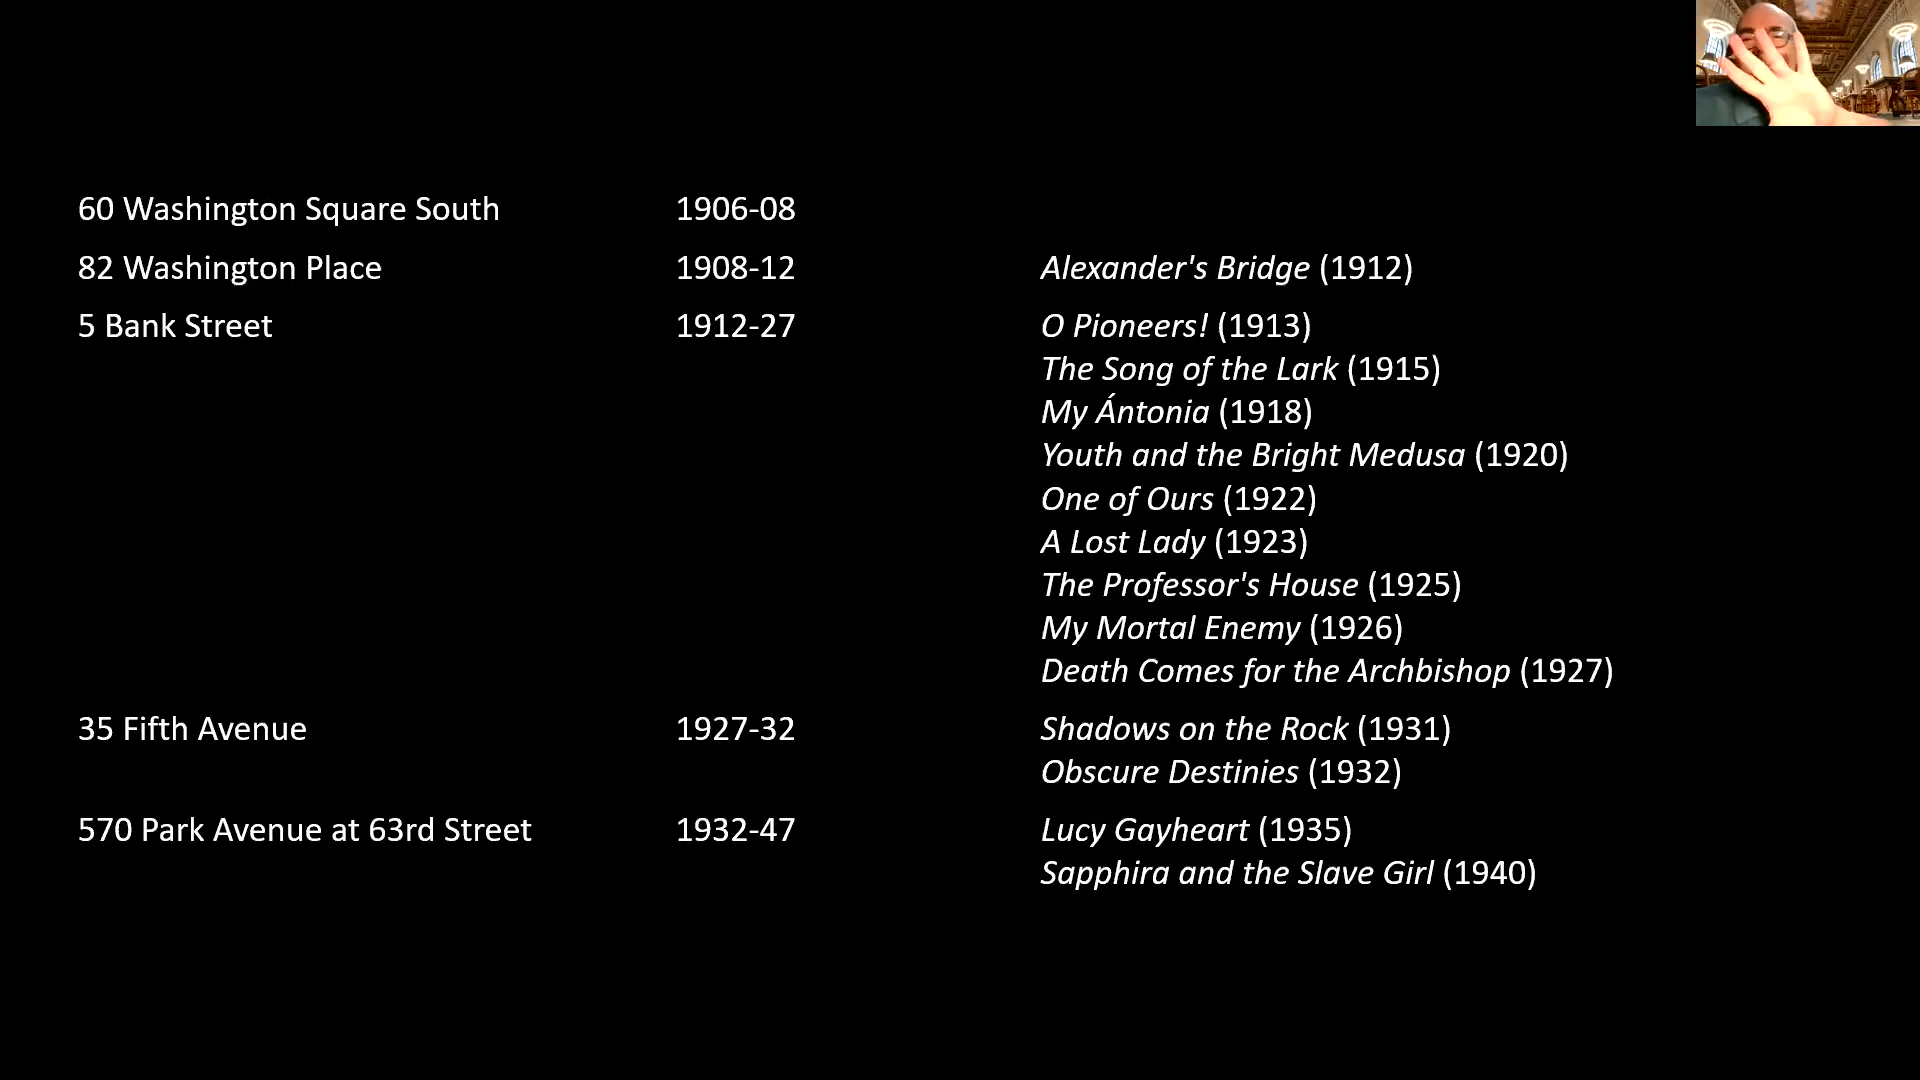 60 Washington Square South 1906-08
82 Washington Place 1908-12 Alexander's Bridge (1912)
5 Bank Street 1912-27 O Pioneers! (1913)
The Song of the Lark (1915)
My Ántonia (1918)
Youth and the Bright Medusa (1920)
One of Ours (1922)
A Lost Lady (1923)
The Professor's House (1925)
My Mortal Enemy (1926)
Death Comes for the Archbishop (1927)
35 Fifth Avenue 1927-32 Shadows on the Rock (1931)
Obscure Destinies (1932)
570 Park Avenue at 63rd Street 1932-47 Lucy Gayheart (1935)
Sapphira and the Slave Girl (1940)